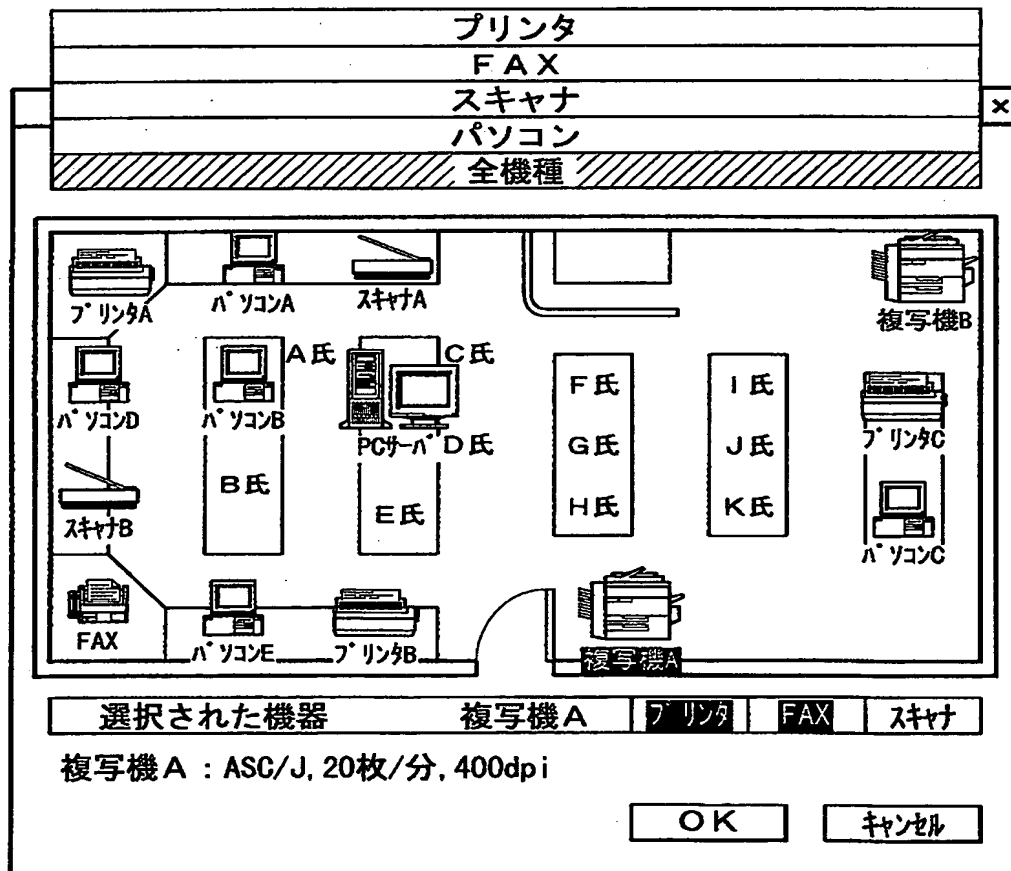 プリンタ
FAX
スキャナ
×
パソコン
全機種
プリンタA
パソコンA
スキャナA
複写機B
A氏
C氏
パソコンD
パソコンB
PCサーバ
D氏
F氏
I氏
プリンタC
G氏
J氏
B氏
E氏
H氏
K氏
スキャナB
パソコンC
FAX
パソコンE
プリンタB
複写機A
選択された機器 複写機A プリンタ FAX スキャナ
複写機A : ASC/J, 20枚/分, 400dpi
OK キャンセル